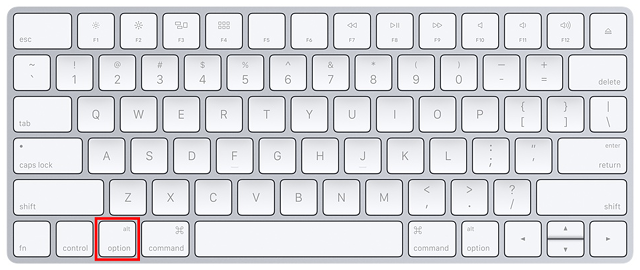 esc F1 F2 F3 F4 F5 F6 F7 F8 F9 F10 F11 F12
~ ! @ # $ % ^ & * ( ) — +
` 1 2 3 4 5 6 7 8 9 0 - = delete
tab Q W E R T Y U I O P { [ } ] | \
• caps lock A S D F G H J K L : ; " ' enter return
shift Z X C V B N M < , > . ? / shift
fn control alt option ⌘ command ⌘ command alt option ◄ ▲ ▼ ►